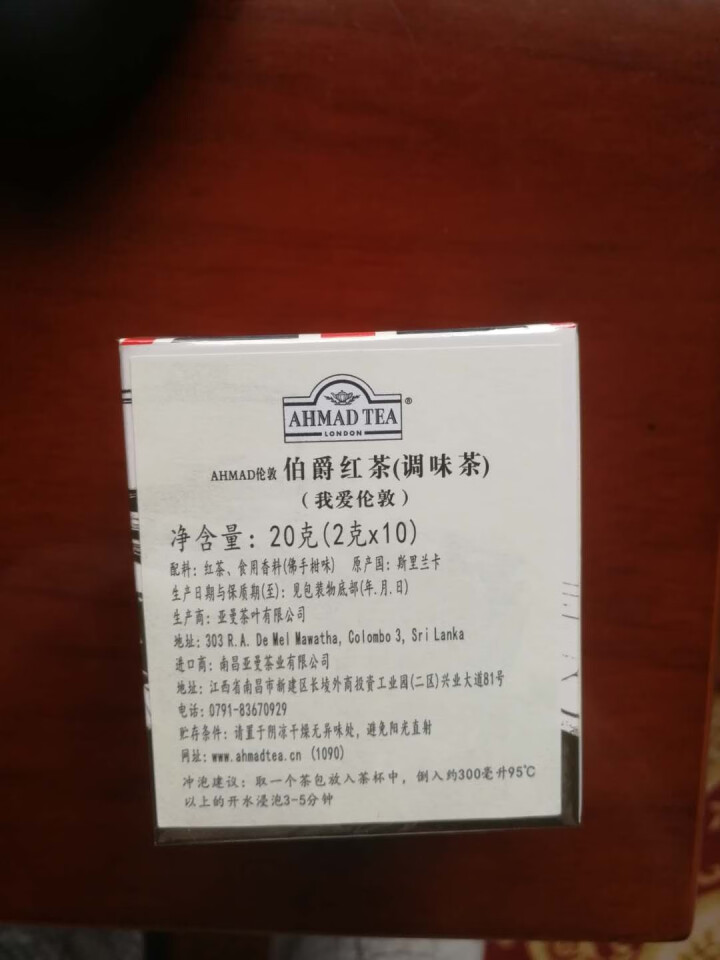 AHMAD TEA®
LONDON
AHMAD伦敦 伯爵红茶(调味茶)
(我爱伦敦)
净含量: 20克(2克x10)
配料: 红茶、食用香料(佛手柑味) 原产国: 斯里兰卡
生产日期与保质期(至): 见包装物底部(年.月.日)
生产商: 亚曼茶叶有限公司
地址: 303 R.A. De Mel Mawatha, Colombo 3, Sri Lanka
进口商: 南昌亚曼茶业有限公司
地址: 江西省南昌市新建区长堎外商投资工业园(二区)兴业大道81号
电话: 0791-83670929
贮存条件: 请置于阴凉干燥无异味处, 避免阳光直射
网址: www.ahmadtea.cn (1090)
冲泡建议: 取一个茶包放入茶杯中, 倒入约300毫升95℃
以上的开水浸泡3-5分钟